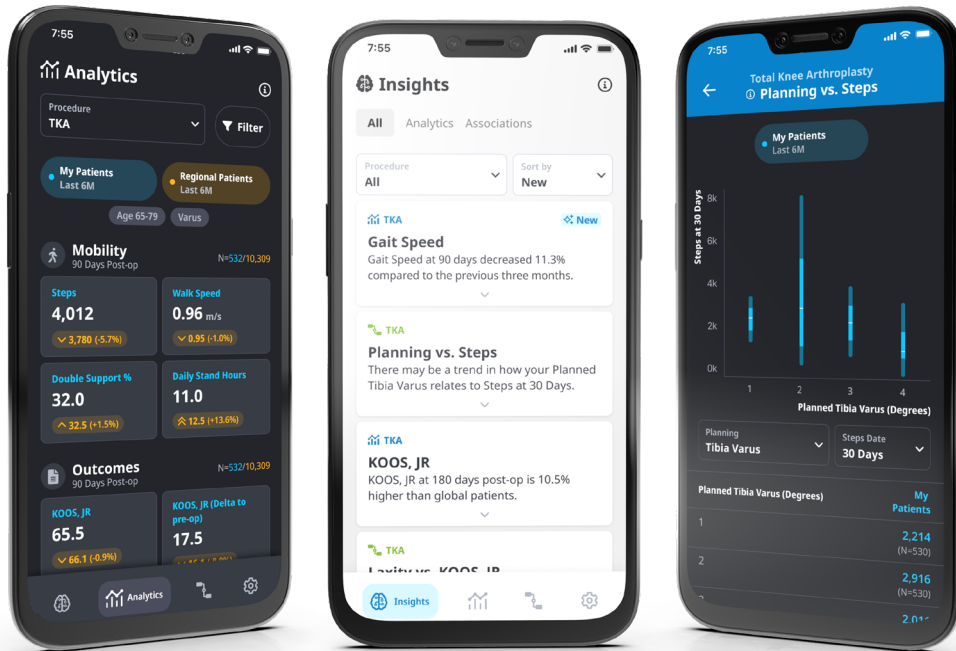 7:55
Analytics
Procedure
TKA
Filter
My Patients
Last 6M
Regional Patients
Last 6M
Age 65-79
Varus
Mobility
90 Days Post-op
N=532/10,309
Steps
4,012
3,780 (-5.7%)
Walk Speed
0.96 m/s
0.95 (-1.0%)
Double Support %
32.0
32.5 (+1.5%)
Daily Stand Hours
11.0
12.5 (+13.6%)
Outcomes
90 Days Post-op
N=532/10,309
KOOS, JR
65.5
66.1 (-0.9%)
KOOS, JR (Delta to
pre-op)
17.5
Analytics
7:55
Insights
All
Analytics
Associations
Procedure
All
Sort by
New
TKA
New
Gait Speed
Gait Speed at 90 days decreased 11.3%
compared to the previous three months.
TKA
Planning vs. Steps
There may be a trend in how your Planned
Tibia Varus relates to Steps at 30 Days.
TKA
KOOS, JR
KOOS, JR at 180 days post-op is 10.5%
higher than global patients.
TKA
Laxity vs. KOOS, JR
Insights
7:55
Total Knee Arthroplasty
Planning vs. Steps
My Patients
Last 6M
Steps at 30 Days
8k
6k
4k
2k
0k
1
2
3
4
Planned Tibia Varus (Degrees)
Planning
Tibia Varus
Steps Date
30 Days
Planned Tibia Varus (Degrees)
My
Patients
1
2,214
(N=530)
2
2,916
(N=530)